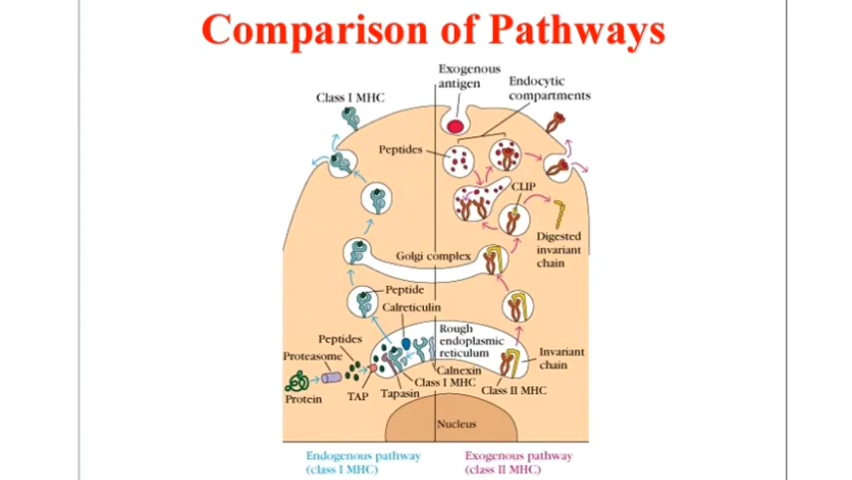 Comparison of Pathways
Exogenous
antigen
Endocytic
compartments
Class I MHC
Peptides
CLIP
Digested
invariant
chain
Golgi complex
Peptide
Calreticulin
Rough
endoplasmic
reticulum
Peptides
Proteasome
Invariant
chain
Calnexin
Class I MHC
Class II MHC
Protein
TAP
Tapasin
Nucleus
Endogenous pathway
(class I MHC)
Exogenous pathway
(class II MHC)